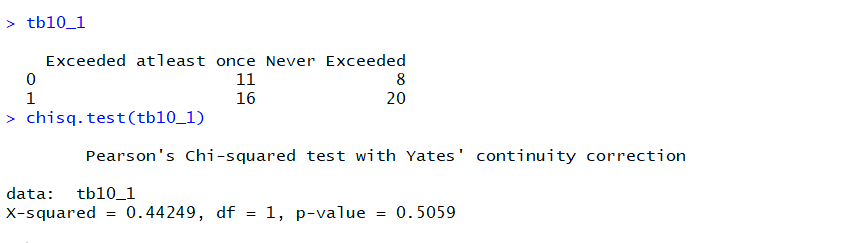 > tb10_1
Exceeded atleast once Never Exceeded
0 11 8
1 16 20
> chisq.test(tb10_1)
Pearson's Chi-squared test with Yates' continuity correction
data: tb10_1
X-squared = 0.44249, df = 1, p-value = 0.5059